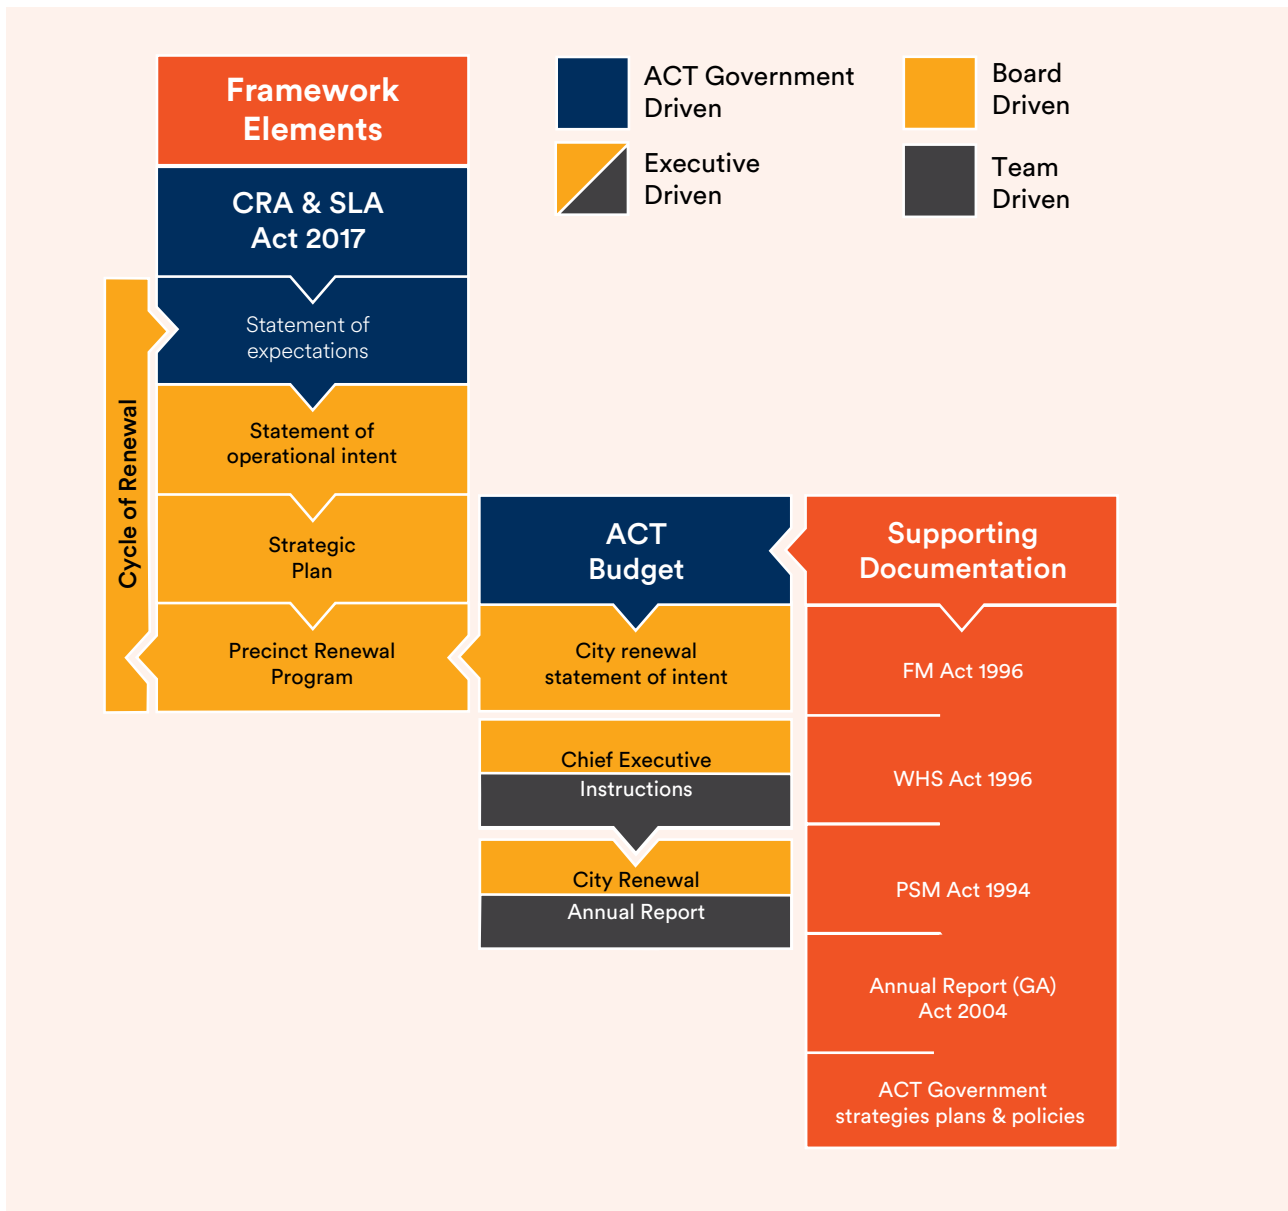 Framework
Elements
ACT Government
Driven
Board
Driven
Executive
Driven
Team
Driven
CRA & SLA
Act 2017
Statement of
expectations
Statement of
operational intent
Strategic
Plan
Precinct Renewal
Program
Cycle of Renewal
ACT
Budget
City renewal
statement of intent
Chief Executive
Instructions
City Renewal
Annual Report
Supporting
Documentation
FM Act 1996
WHS Act 1996
PSM Act 1994
Annual Report (GA)
Act 2004
ACT Government
strategies plans & policies